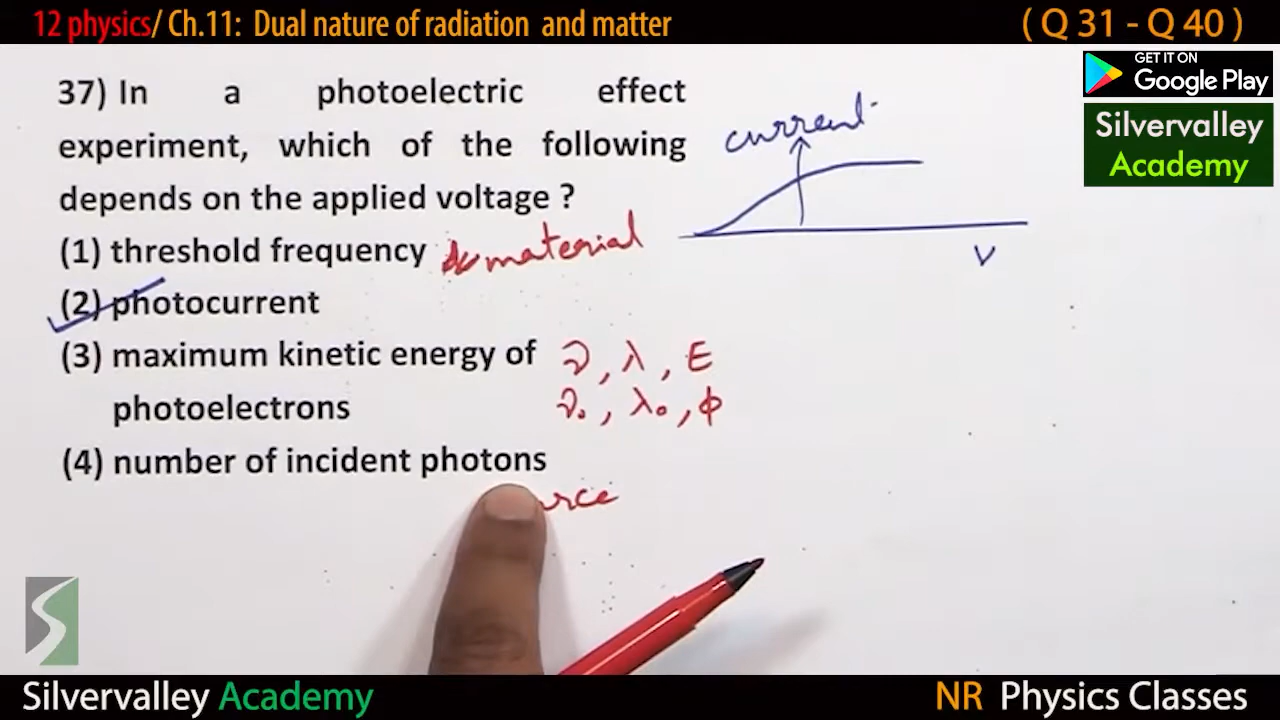 12 physics/ Ch.11: Dual nature of radiation and matter
( Q 31 - Q 40 )
GET IT ON
Google Play
Silvervalley
Academy
37) In a photoelectric effect
experiment, which of the following
depends on the applied voltage ?
(1) threshold frequency material
(2) photocurrent
(3) maximum kinetic energy of ν, λ, E
photoelectrons ν₀, λ₀, ϕ
(4) number of incident photons
current
V
Silvervalley Academy
NR Physics Classes